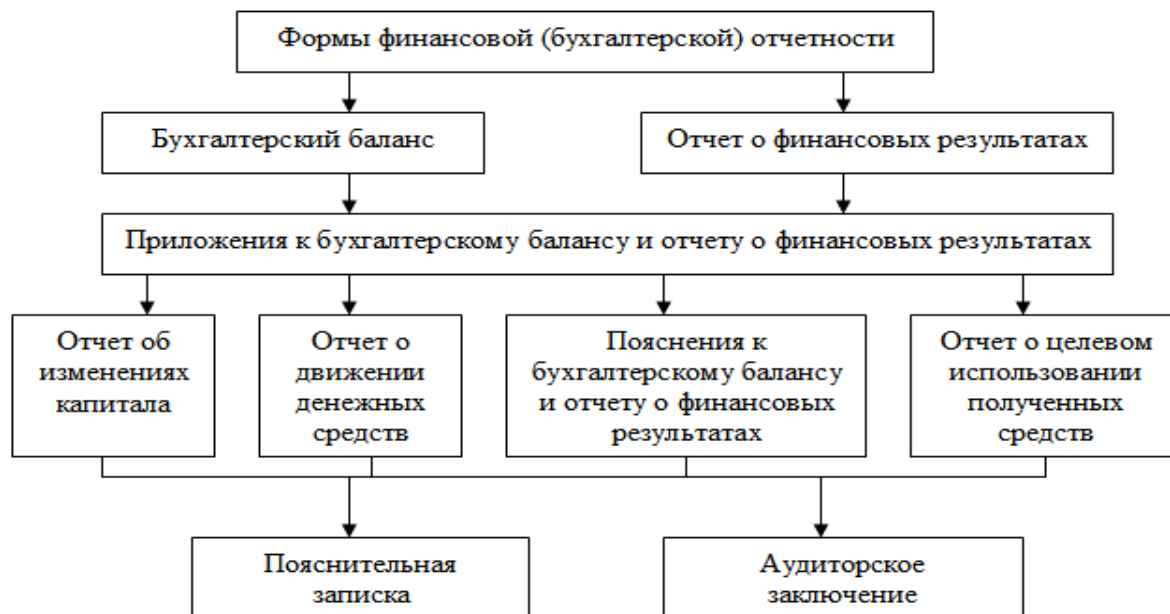 Формы финансовой (бухгалтерской) отчетности
Бухгалтерский баланс
Отчет о финансовых результатах
Приложения к бухгалтерскому балансу и отчету о финансовых результатах
Отчет об
изменениях
капитала
Отчет о
движении
денежных
средств
Пояснения к
бухгалтерскому балансу
и отчету о финансовых
результатах
Отчет о целевом
использовании
полученных
средств
Пояснительная
записка
Аудиторское
заключение